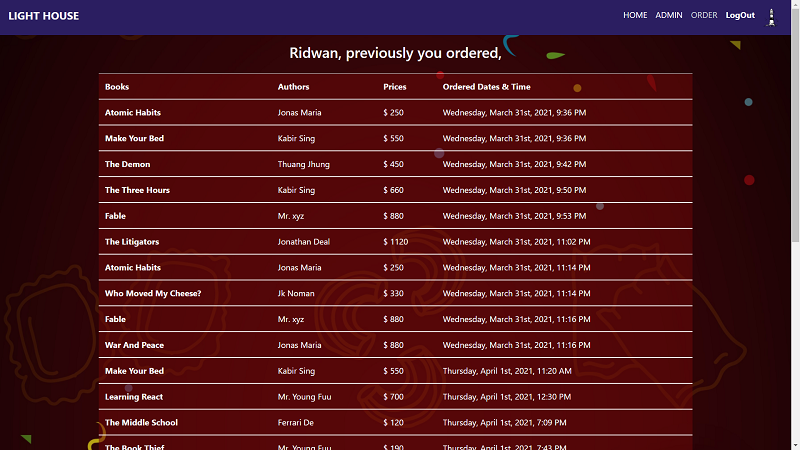 LIGHT HOUSE HOME ADMIN ORDER LogOut
Ridwan, previously you ordered,
Books Authors Prices Ordered Dates & Time
Atomic Habits Jonas Maria $ 250 Wednesday, March 31st, 2021, 9:36 PM
Make Your Bed Kabir Sing $ 550 Wednesday, March 31st, 2021, 9:36 PM
The Demon Thuang Jhung $ 450 Wednesday, March 31st, 2021, 9:42 PM
The Three Hours Kabir Sing $ 660 Wednesday, March 31st, 2021, 9:50 PM
Fable Mr. xyz $ 880 Wednesday, March 31st, 2021, 9:53 PM
The Litigators Jonathan Deal $ 1120 Wednesday, March 31st, 2021, 11:02 PM
Atomic Habits Jonas Maria $ 250 Wednesday, March 31st, 2021, 11:14 PM
Who Moved My Cheese? Jk Noman $ 330 Wednesday, March 31st, 2021, 11:14 PM
Fable Mr. xyz $ 880 Wednesday, March 31st, 2021, 11:16 PM
War And Peace Jonas Maria $ 880 Wednesday, March 31st, 2021, 11:16 PM
Make Your Bed Kabir Sing $ 550 Thursday, April 1st, 2021, 11:20 AM
Learning React Mr. Young Fuu $ 700 Thursday, April 1st, 2021, 12:30 PM
The Middle School Ferrari De $ 120 Thursday, April 1st, 2021, 7:09 PM
The Book Thief Mr. Young Fuu $ 190 Thursday, April 1st, 2021, 7:43 PM